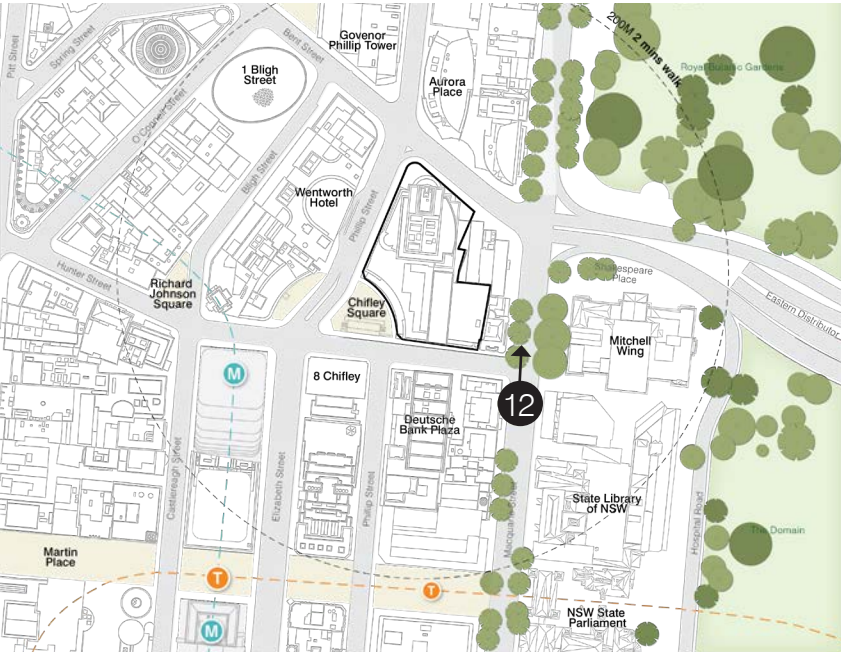 Pitt Street
Spring Street
O'Connell Street
Bent Street
Govenor
Phillip Tower
1 Bligh
Street
Aurora
Place
200M 2 mins walk
Royal Botanic Gardens
Bligh Street
Wentworth
Hotel
Phillip Street
Hunter Street
Richard
Johnson
Square
Chifley
Square
Shakespeare
Place
Eastern Distributor
Mitchell
Wing
M
8 Chifley
12
Deutsche
Bank Plaza
Castlereagh Street
Elizabeth Street
Phillip Street
Macquarie Street
State Library
of NSW
Hospital Road
The Domain
Martin
Place
T
T
M
NSW State
Parliament